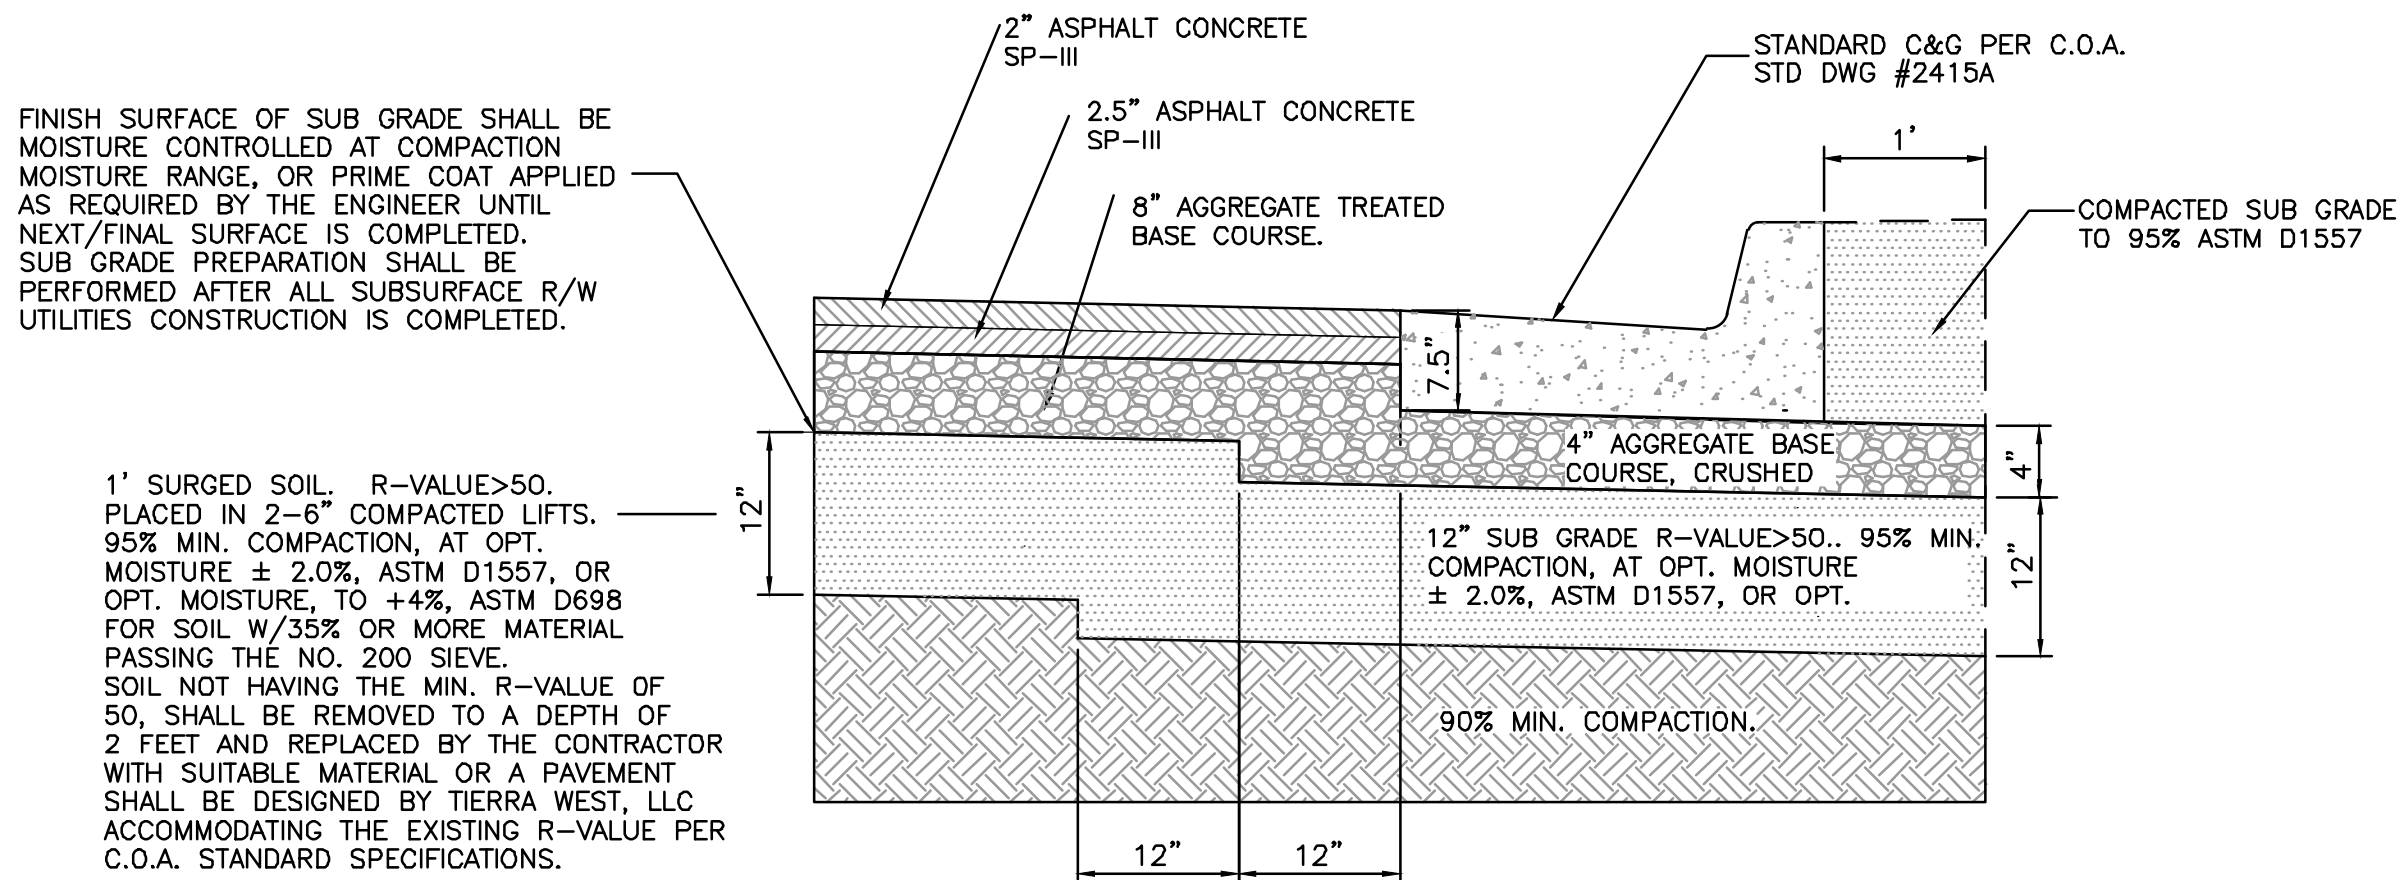 2” ASPHALT CONCRETE
SP-III
STANDARD C&G PER C.O.A.
STD DWG #2415A
2.5” ASPHALT CONCRETE
SP-III
FINISH SURFACE OF SUB GRADE SHALL BE
MOISTURE CONTROLLED AT COMPACTION
MOISTURE RANGE, OR PRIME COAT APPLIED
AS REQUIRED BY THE ENGINEER UNTIL
NEXT/FINAL SURFACE IS COMPLETED.
SUB GRADE PREPARATION SHALL BE
PERFORMED AFTER ALL SUBSURFACE R/W
UTILITIES CONSTRUCTION IS COMPLETED.
1’
8” AGGREGATE TREATED
BASE COURSE.
COMPACTED SUB GRADE
TO 95% ASTM D1557
7.5”
4” AGGREGATE BASE
COURSE, CRUSHED
4”
1’ SURGED SOIL. R-VALUE>50.
PLACED IN 2-6” COMPACTED LIFTS.
95% MIN. COMPACTION, AT OPT.
MOISTURE ± 2.0%, ASTM D1557, OR
OPT. MOISTURE, TO +4%, ASTM D698
FOR SOIL W/35% OR MORE MATERIAL
PASSING THE NO. 200 SIEVE.
SOIL NOT HAVING THE MIN. R-VALUE OF
50, SHALL BE REMOVED TO A DEPTH OF
2 FEET AND REPLACED BY THE CONTRACTOR
WITH SUITABLE MATERIAL OR A PAVEMENT
SHALL BE DESIGNED BY TIERRA WEST, LLC
ACCOMMODATING THE EXISTING R-VALUE PER
C.O.A. STANDARD SPECIFICATIONS.
12”
12” SUB GRADE R-VALUE>50.. 95% MIN.
COMPACTION, AT OPT. MOISTURE
± 2.0%, ASTM D1557, OR OPT.
12”
90% MIN. COMPACTION.
12”
12”